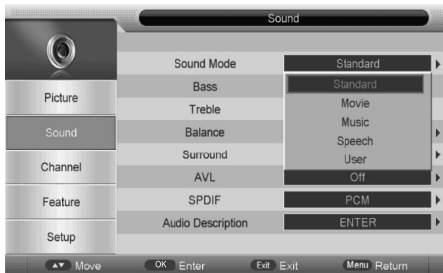 Sound
Sound Mode Standard
Bass Standard
Treble Movie
Balance Music
Surround Speech
User
AVL Off
SPDIF PCM
Audio Description ENTER
Picture
Sound
Channel
Feature
Setup
Move OK Enter Exit Exit Menu Return